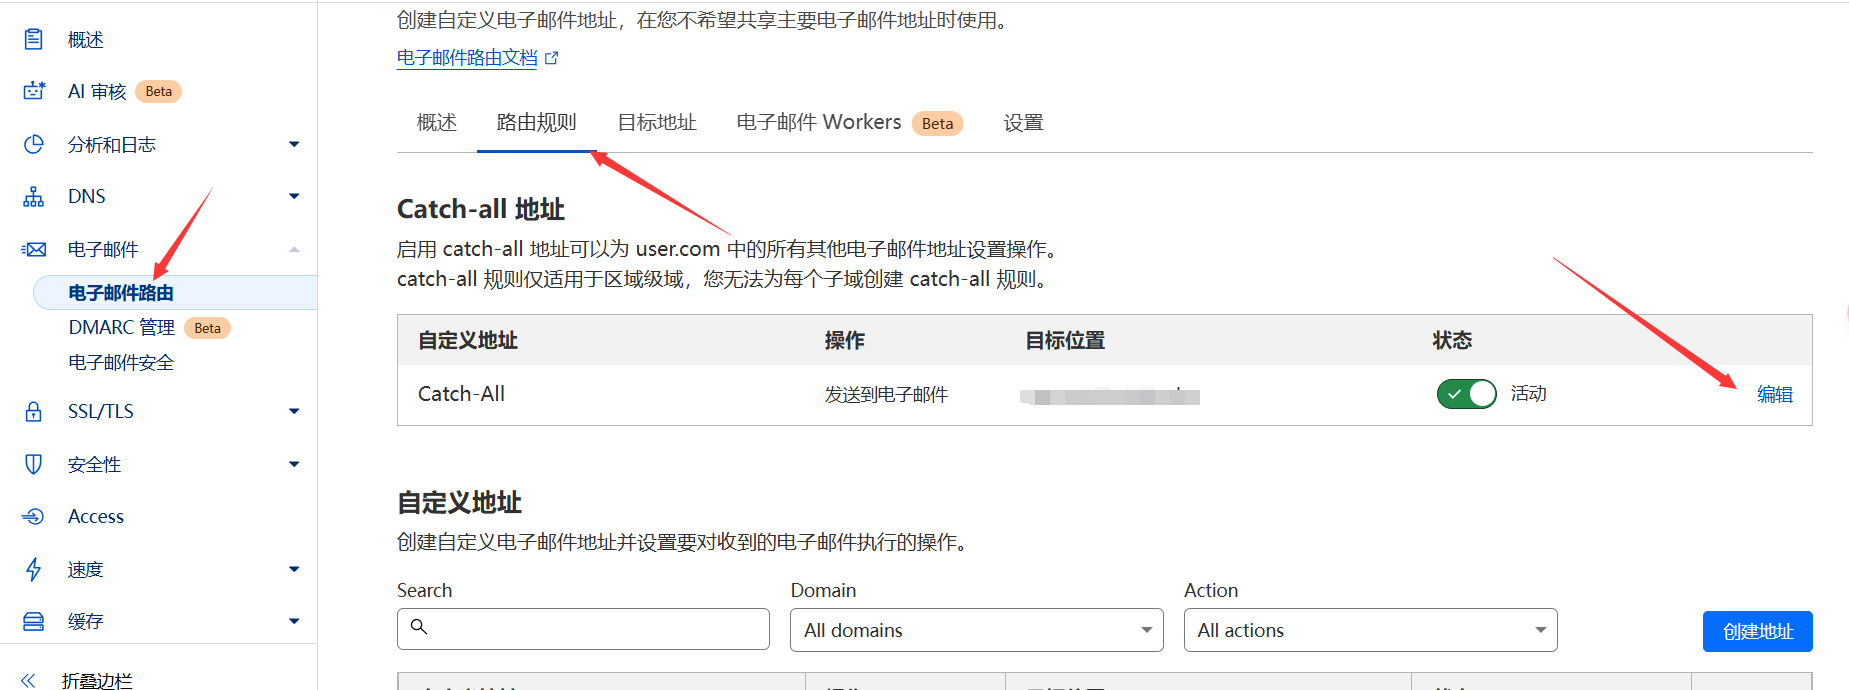 概述
AI 审核 Beta
分析和日志
DNS
电子邮件
电子邮件路由
DMARC 管理 Beta
电子邮件安全
SSL/TLS
安全性
Access
速度
缓存
折叠边栏
创建自定义电子邮件地址，在您不希望共享主要电子邮件地址时使用。
电子邮件路由文档
概述 路由规则 目标地址 电子邮件 Workers Beta 设置
Catch-all 地址
启用 catch-all 地址可以为 user.com 中的所有其他电子邮件地址设置操作。
catch-all 规则仅适用于区域级域，您无法为每个子域创建 catch-all 规则。
自定义地址 操作 目标位置 状态
Catch-All 发送到电子邮件 活动 编辑
自定义地址
创建自定义电子邮件地址并设置要对收到的电子邮件执行的操作。
Search Domain Action
All domains All actions 创建地址